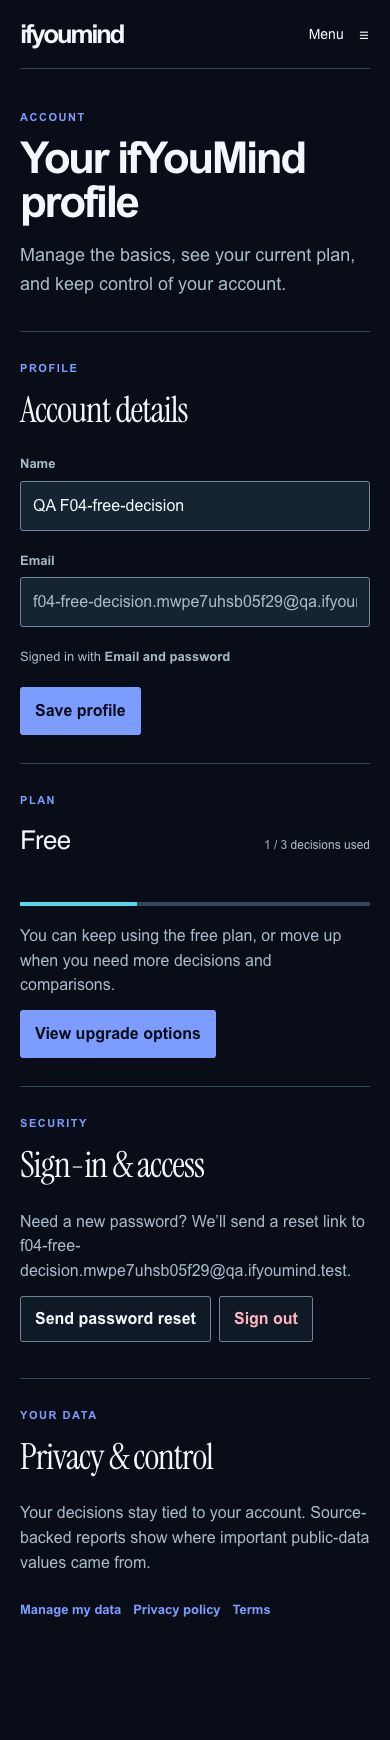 ifyoumind
Menu ≡
ACCOUNT
Your ifYouMind
profile
Manage the basics, see your current plan,
and keep control of your account.
PROFILE
Account details
Name
QA F04-free-decision
Email
f04-free-decision.mwpe7uhsb05f29@qa.ifyou
Signed in with Email and password
Save profile
PLAN
Free
1 / 3 decisions used
You can keep using the free plan, or move up
when you need more decisions and
comparisons.
View upgrade options
SECURITY
Sign-in & access
Need a new password? We’ll send a reset link to
f04-free-
decision.mwpe7uhsb05f29@qa.ifyoumind.test.
Send password reset
Sign out
YOUR DATA
Privacy & control
Your decisions stay tied to your account. Source-
backed reports show where important public-data
values came from.
Manage my data Privacy policy Terms